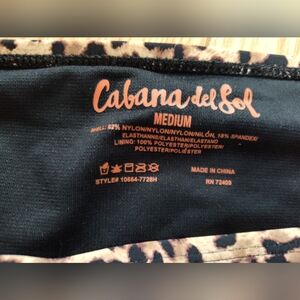 Cabana del Sol
MEDIUM
SHELL: 82% NYLON/NYLON/NYLON/NILÓN, 18% SPANDEX/
ELASTHANNE/ELASTHAN/ELASTANO
LINING: 100% POLYESTER/POLYESTER/
POLYESTER/POLIÉSTER
MADE IN CHINA
STYLE# 10664-7728H
RN 72409